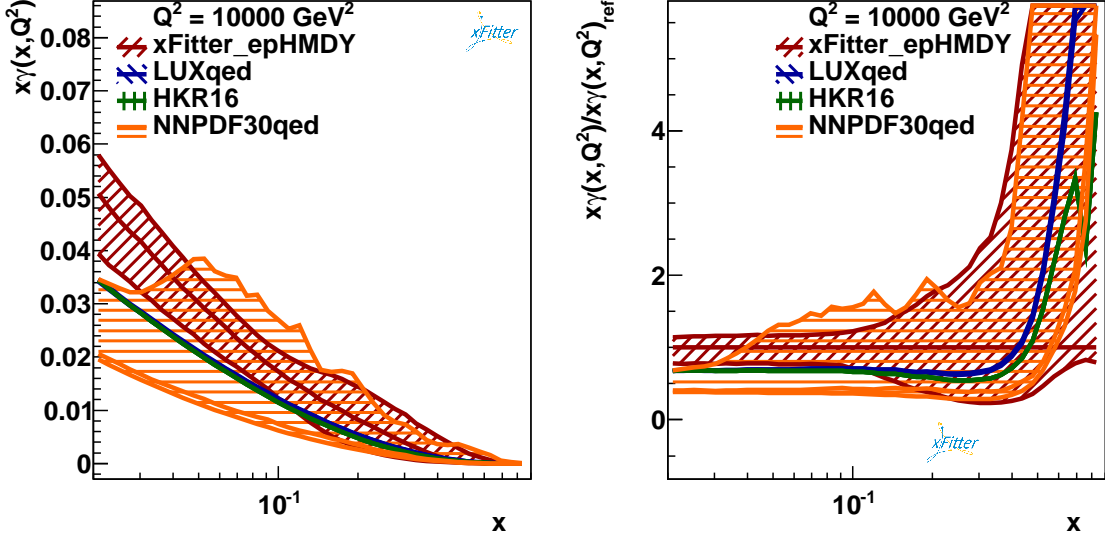 xγ(x,Q²)
Q² = 10000 GeV²
xFitter_epHMDY
LUXqed
HKR16
NNPDF30qed
xFitter
0.08
0.07
0.06
0.05
0.04
0.03
0.02
0.01
0
10⁻¹
x
xγ(x,Q²)/xγ(x,Q²)ref
Q² = 10000 GeV²
xFitter_epHMDY
LUXqed
HKR16
NNPDF30qed
4
2
0
xFitter
10⁻¹
x